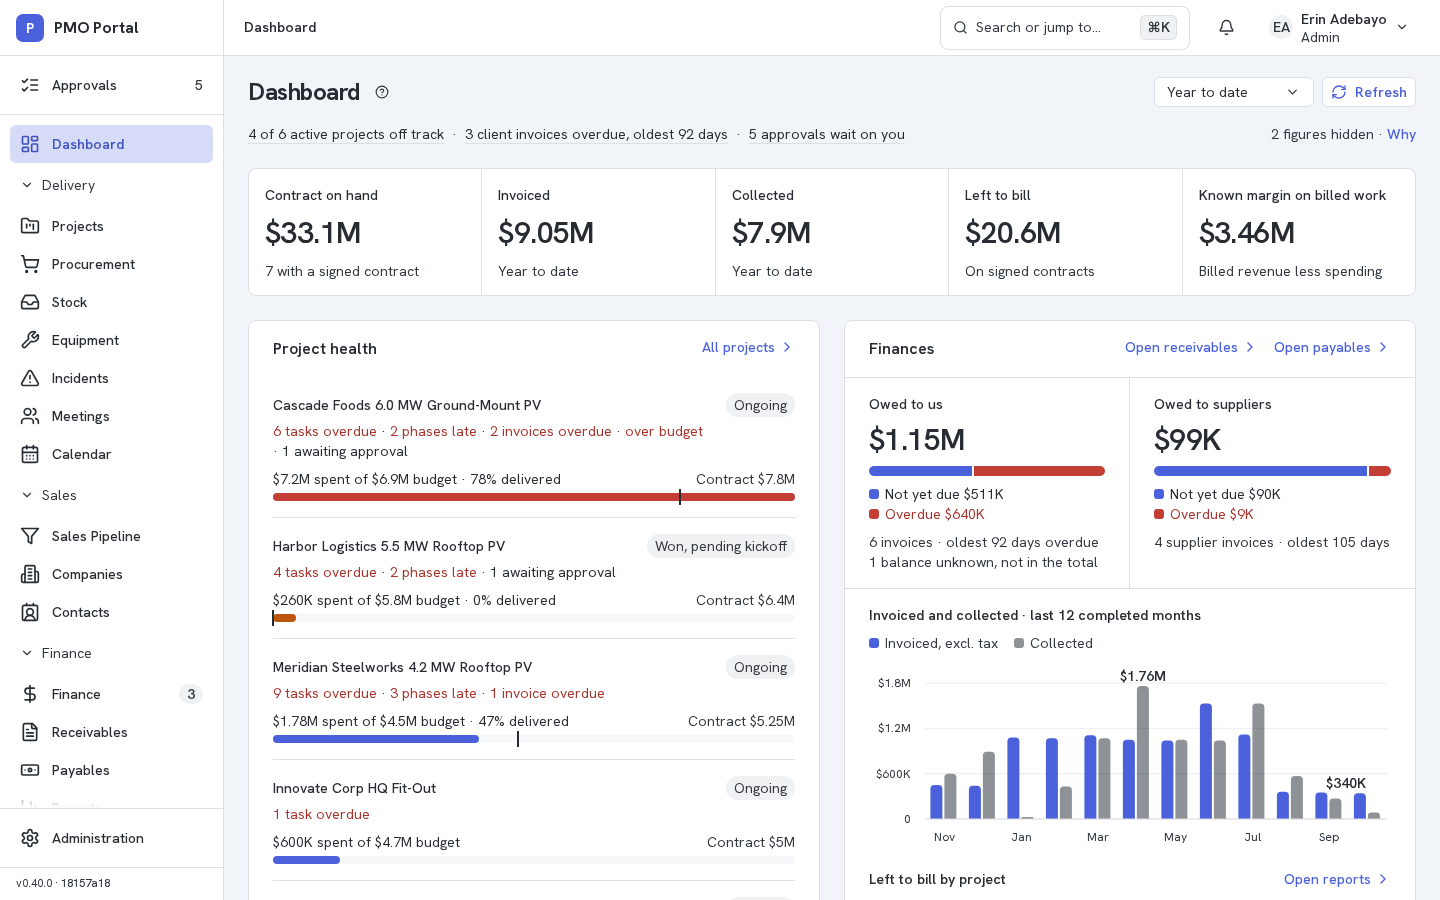 P PMO Portal
Dashboard
Search or jump to...
⌘K
EA
Erin Adebayo
Admin
Approvals 5
Dashboard
Delivery
Projects
Procurement
Stock
Equipment
Incidents
Meetings
Calendar
Sales
Sales Pipeline
Companies
Contacts
Finance
Finance 3
Receivables
Payables
Reports
Administration
v0.40.0 · 18157a18
Dashboard
Year to date
Refresh
4 of 6 active projects off track · 3 client invoices overdue, oldest 92 days · 5 approvals wait on you
2 figures hidden · Why
Contract on hand
$33.1M
7 with a signed contract
Invoiced
$9.05M
Year to date
Collected
$7.9M
Year to date
Left to bill
$20.6M
On signed contracts
Known margin on billed work
$3.46M
Billed revenue less spending
Project health
All projects
Cascade Foods 6.0 MW Ground-Mount PV
Ongoing
6 tasks overdue · 2 phases late · 2 invoices overdue · over budget
· 1 awaiting approval
$7.2M spent of $6.9M budget · 78% delivered
Contract $7.8M
Harbor Logistics 5.5 MW Rooftop PV
Won, pending kickoff
4 tasks overdue · 2 phases late · 1 awaiting approval
$260K spent of $5.8M budget · 0% delivered
Contract $6.4M
Meridian Steelworks 4.2 MW Rooftop PV
Ongoing
9 tasks overdue · 3 phases late · 1 invoice overdue
$1.78M spent of $4.5M budget · 47% delivered
Contract $5.25M
Innovate Corp HQ Fit-Out
Ongoing
1 task overdue
$600K spent of $4.7M budget
Contract $5M
Finances
Open receivables
Open payables
Owed to us
$1.15M
Not yet due $511K
Overdue $640K
6 invoices · oldest 92 days overdue
1 balance unknown, not in the total
Owed to suppliers
$99K
Not yet due $90K
Overdue $9K
4 supplier invoices · oldest 105 days
Invoiced and collected · last 12 completed months
Invoiced, excl. tax
Collected
$1.8M
$1.2M
$600K
0
$1.76M
$340K
Nov
Jan
Mar
May
Jul
Sep
Left to bill by project
Open reports